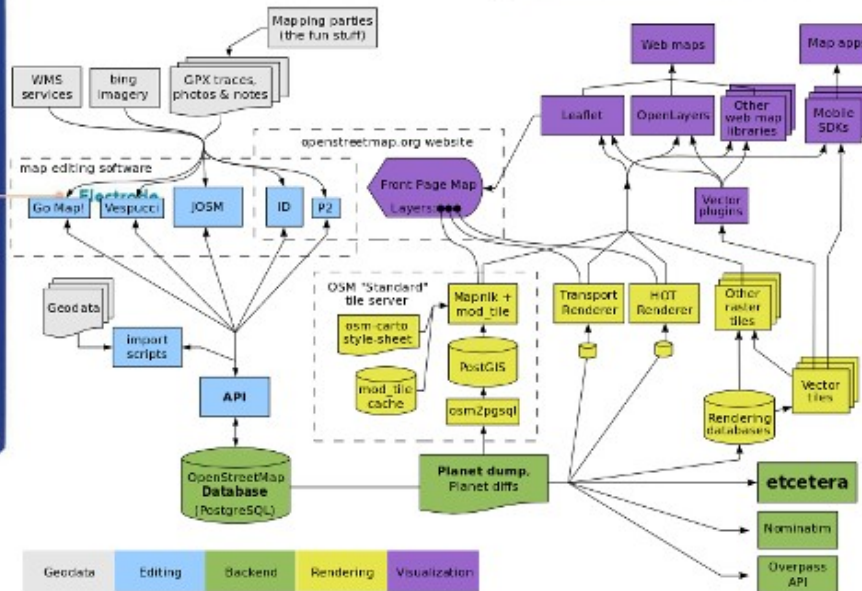 Mapping parties
(the fun stuff)
WMS
services
bing
imagery
GPX traces,
photos & notes
Web maps
Map app
Leaflet
OpenLayers
Other
web map
libraries
Mobile
SDKs
openstreetmap.org website
map editing software
Go Map!
Vespucci
JOSM
ID
P2
Front Page Map
Layers:
Vector
plugins
OSM "Standard"
tile server
Mapnik +
mod_tile
Transport
Renderer
HOT
Renderer
Other
raster
tiles
Geodata
osm-carto
style-sheet
import
scripts
PostGIS
mod_tile
cache
Vector
tiles
API
osm2pgsql
Rendering
databases
OpenStreetMap
Database
(PostgreSQL)
Planet dump,
Planet diffs
etcetera
Nominatim
Overpass
API
Geodata
Editing
Backend
Rendering
Visualization